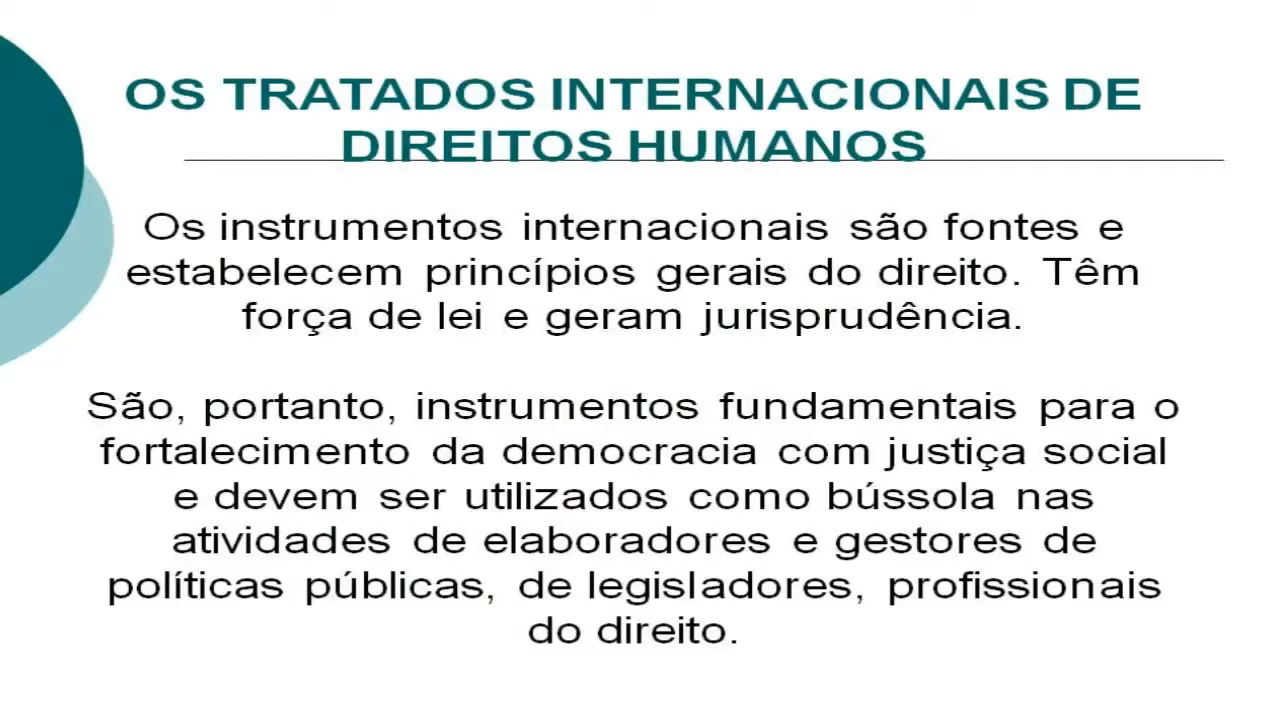 OS TRATADOS INTERNACIONAIS DE
DIREITOS HUMANOS
Os instrumentos internacionais são fontes e
estabelecem princípios gerais do direito. Têm
força de lei e geram jurisprudência.
São, portanto, instrumentos fundamentais para o
fortalecimento da democracia com justiça social
e devem ser utilizados como bússola nas
atividades de elaboradores e gestores de
políticas públicas, de legisladores, profissionais
do direito.